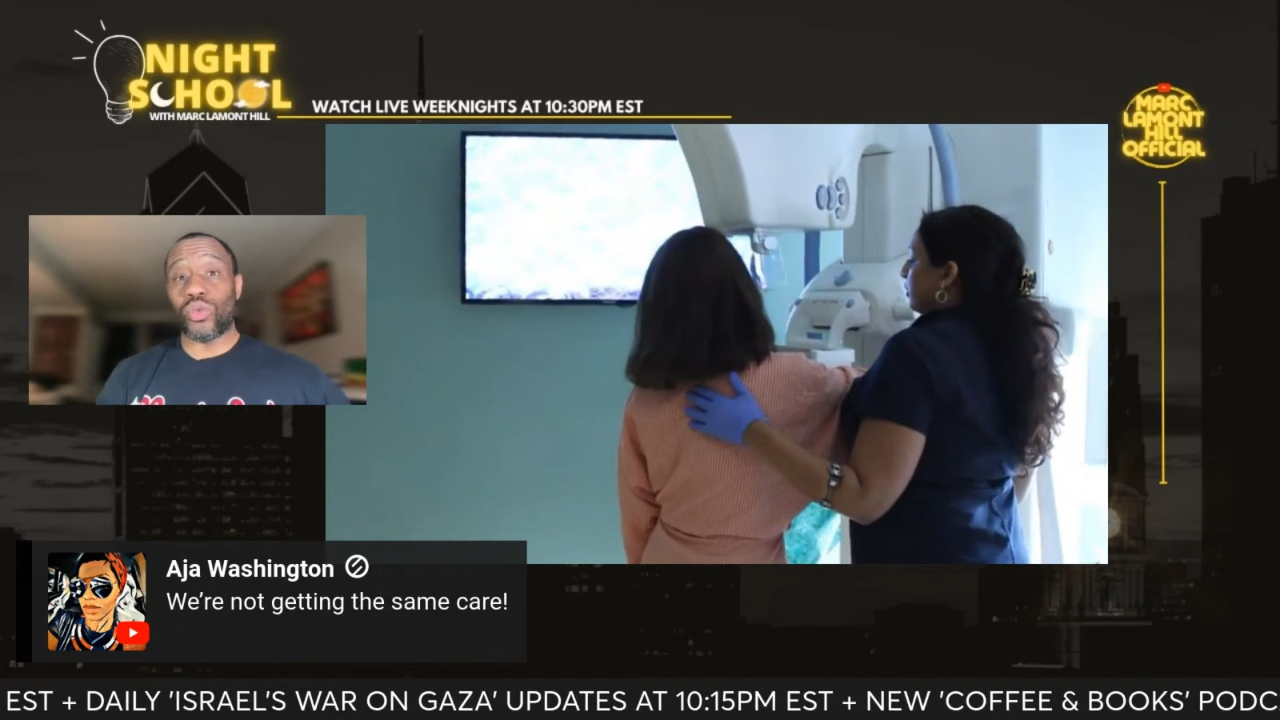 NIGHT
SCHOOL
WITH MARC LAMONT HILL
WATCH LIVE WEEKNIGHTS AT 10:30PM EST
MARC
LAMONT
HILL
OFFICIAL
Aja Washington
We’re not getting the same care!
EST + DAILY 'ISRAEL'S WAR ON GAZA' UPDATES AT 10:15PM EST + NEW 'COFFEE & BOOKS' PODC